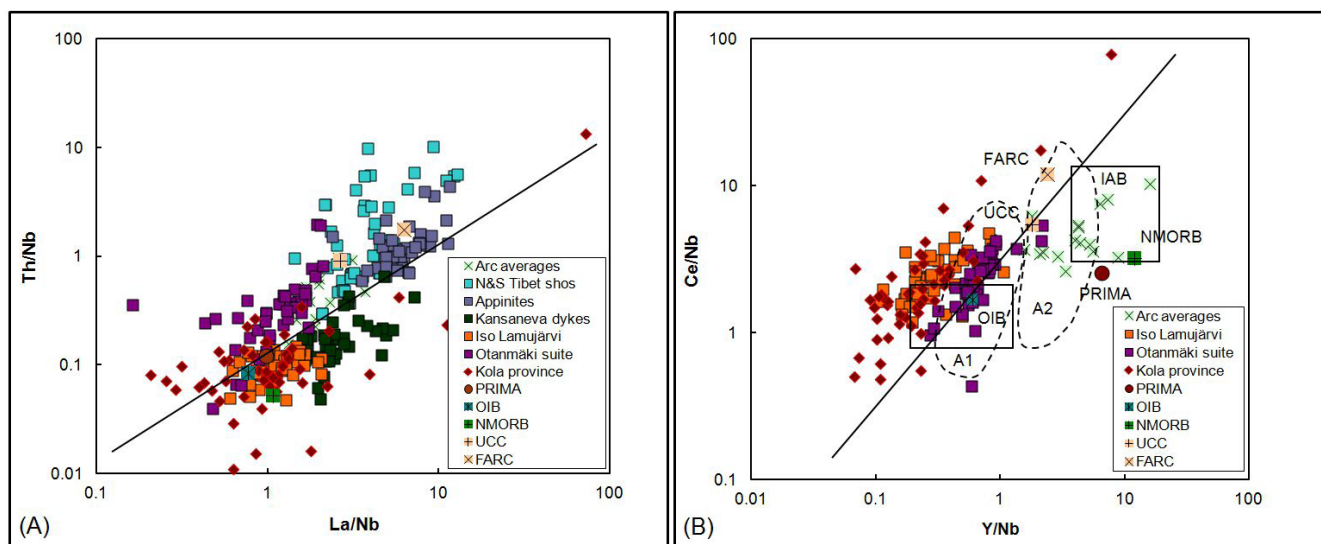 100
10
1
0.1
0.01
Th/Nb
0.1
1
10
100
La/Nb
(A)
Arc averages
N&S Tibet shos
Appinites
Kansaneva dykes
Iso Lamujärvi
Otanmäki suite
Kola province
PRIMA
OIB
NMORB
UCC
FARC
100
10
1
0.1
Ce/Nb
0.01
0.1
1
10
100
Y/Nb
(B)
FARC
IAB
UCC
NMORB
PRIMA
OIB
A2
A1
Arc averages
Iso Lamujärvi
Otanmäki suite
Kola province
PRIMA
OIB
NMORB
UCC
FARC